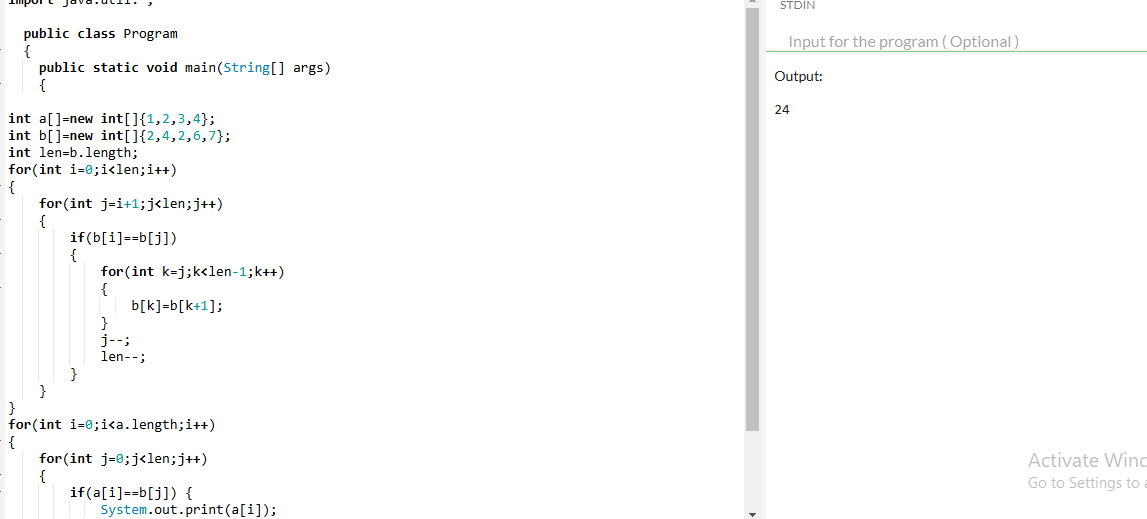 import java.util.*;
public class Program
{
public static void main(String[] args)
{
int a[]=new int[]{1,2,3,4};
int b[]=new int[]{2,4,2,6,7};
int len=b.length;
for(int i=0;i<len;i++)
{
for(int j=i+1;j<len;j++)
{
if(b[i]==b[j])
{
for(int k=j;k<len-1;k++)
{
b[k]=b[k+1];
}
j--;
len--;
}
}
}
for(int i=0;i<a.length;i++)
{
for(int j=0;j<len;j++)
{
if(a[i]==b[j]) {
System.out.print(a[i]);
STDIN
Input for the program ( Optional )
Output:
24
Activate Winc
Go to Settings to